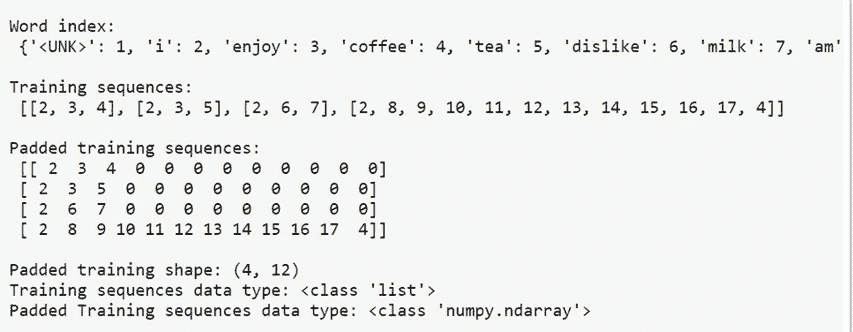 Word index:
{'<UNK>': 1, 'i': 2, 'enjoy': 3, 'coffee': 4, 'tea': 5, 'dislike': 6, 'milk': 7, 'am'
Training sequences:
[[2, 3, 4], [2, 3, 5], [2, 6, 7], [2, 8, 9, 10, 11, 12, 13, 14, 15, 16, 17, 4]]
Padded training sequences:
[[ 2 3 4 0 0 0 0 0 0 0 0 0]
[ 2 3 5 0 0 0 0 0 0 0 0 0]
[ 2 6 7 0 0 0 0 0 0 0 0 0]
[ 2 8 9 10 11 12 13 14 15 16 17 4]]
Padded training shape: (4, 12)
Training sequences data type: <class 'list'>
Padded Training sequences data type: <class 'numpy.ndarray'>